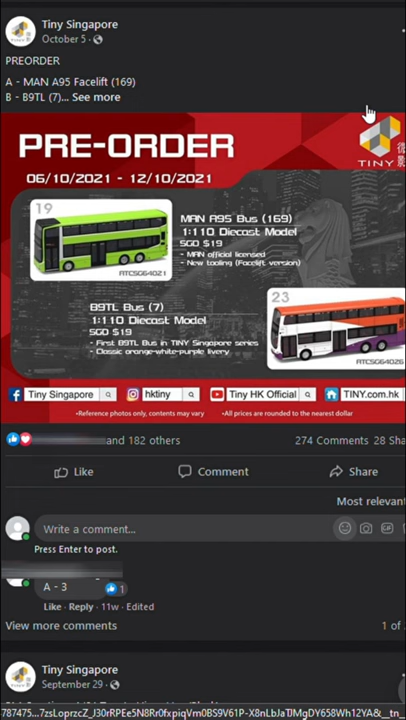 Tiny Singapore
October 5 ·
PREORDER
A - MAN A95 Facelift (169)
B - B9TL (7)... See more
PRE-ORDER
TINY 微影
06/10/2021 - 12/10/2021
19
MAN A95 Bus (169)
1:110 Diecast Model
SGD $19
- MAN official licensed
- New tooling (Facelift version)
ATCSG64021
B9TL Bus (7)
1:110 Diecast Model
SGD $19
- First B9TL Bus in TINY Singapore series
- Classic orange-white-purple livery
23
ATCSG64026
Tiny Singapore
hktiny
Tiny HK Official
TINY.com.hk
•Reference photos only, contents may vary
•All prices are rounded to the nearest dollar
and 182 others
274 Comments 28 Sha
Like
Comment
Share
Most relevan
Write a comment...
GIF
Press Enter to post.
A - 3
1
Like · Reply · 11w · Edited
View more comments
1 of
Tiny Singapore
September 29 ·